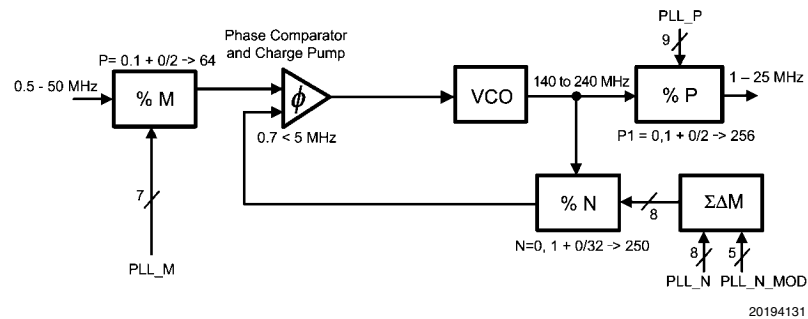 PLL_P
9
Phase Comparator
and Charge Pump
P= 0.1 + 0/2 -> 64
0.5 - 50 MHz
% M
ϕ
0.7 < 5 MHz
VCO
140 to 240 MHz
% P
1 – 25 MHz
P1 = 0,1 + 0/2 -> 256
7
PLL_M
% N
8
ΣΔM
N=0, 1 + 0/32 -> 250
8
5
PLL_N
PLL_N_MOD
20194131